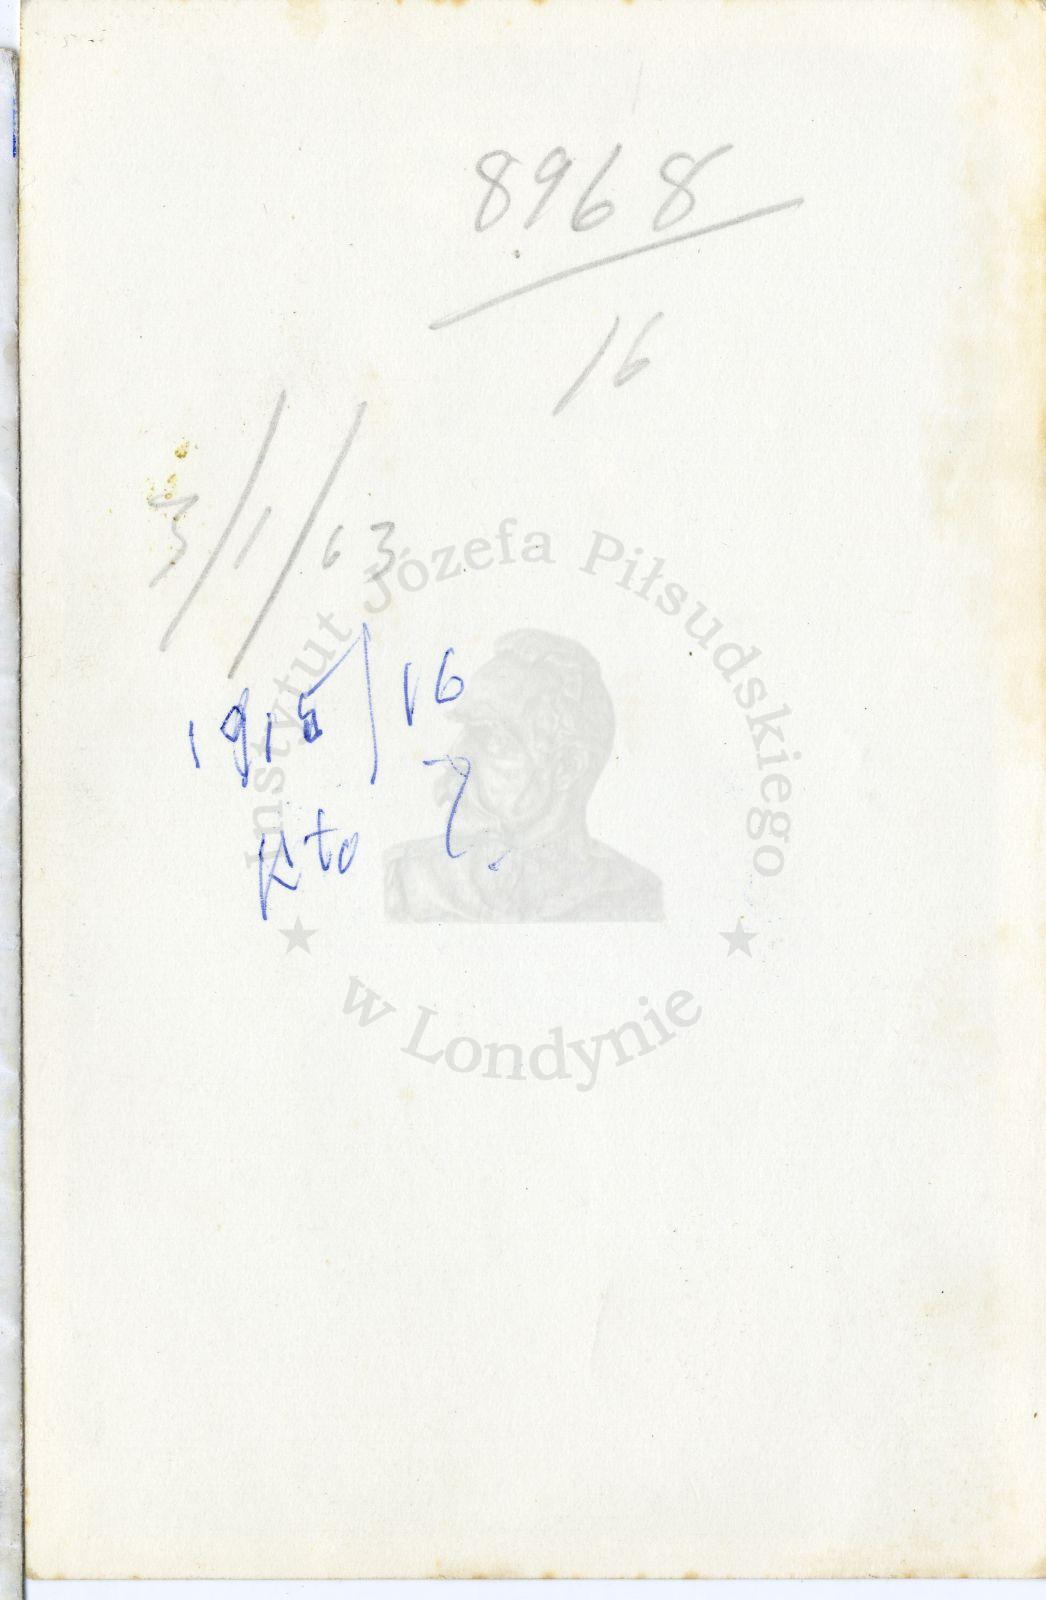 8968
16
3/1/63
1915/16
Kto ?
Instytut Józefa Piłsudskiego
w Londynie